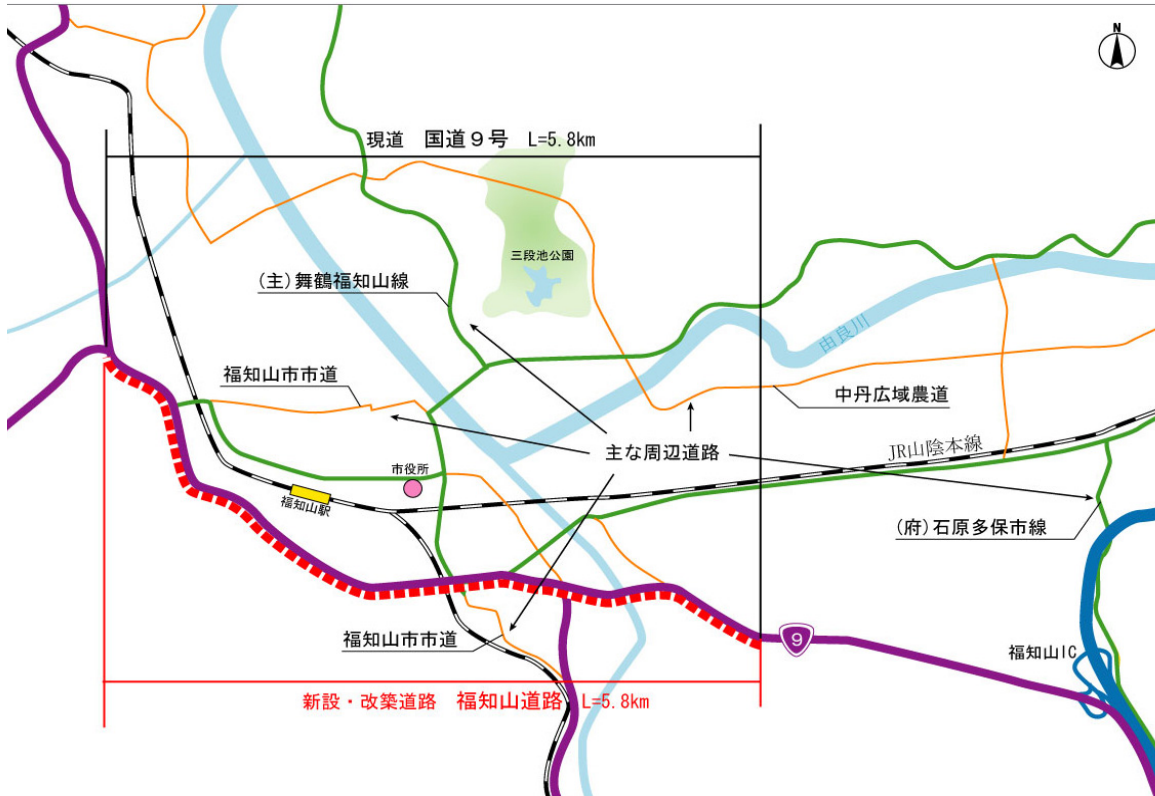 N
現道 国道９号 L=5.8km
三段池公園
(主)舞鶴福知山線
由良川
福知山市市道
中丹広域農道
主な周辺道路
JR山陰本線
市役所
福知山駅
(府)石原多保市線
9
福知山市市道
福知山IC
新設・改築道路 福知山道路 L=5.8km